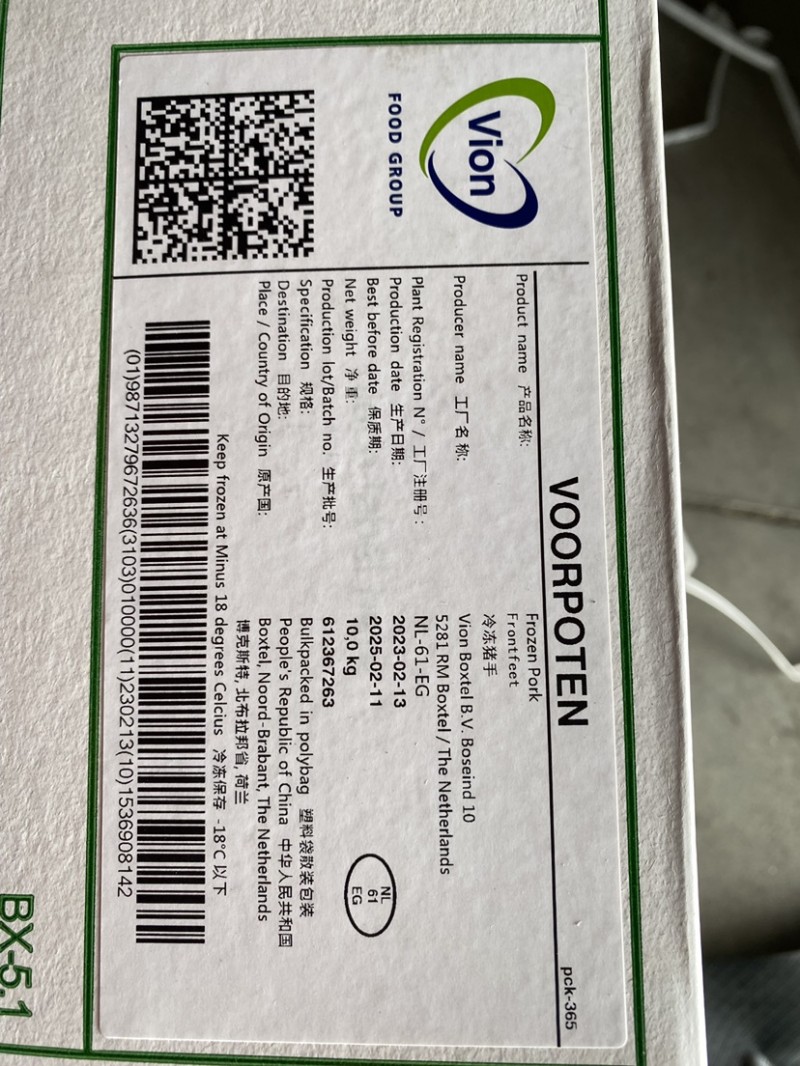 Vion
FOOD GROUP
VOORPOTEN
pck-365
Product name 产品名称: Frozen Pork
Frontfeet
冷冻猪手
Producer name 工厂名称: Vion Boxtel B.V. Boseind 10
5281 RM Boxtel / The Netherlands
Plant Registration N° / 工厂注册号: NL-61-EG
Production date 生产日期: 2023-02-13
Best before date 保质期: 2025-02-11
Net weight 净重: 10,0 kg
Production lot/Batch no. 生产批号: 612367263
Specification 规格: Bulkpacked in polybag 塑料袋散装包装
Destination 目的地: People's Republic of China 中华人民共和国
Place / Country of Origin 原产国: Boxtel, Noord-Brabant, The Netherlands
博克斯特, 北布拉邦省, 荷兰
NL
61
EG
Keep frozen at Minus 18 degrees Celcius 冷冻保存 -18°C 以下
(01)98713279672636(3103)010000(11)230213(10)1536908142
BX-5.1